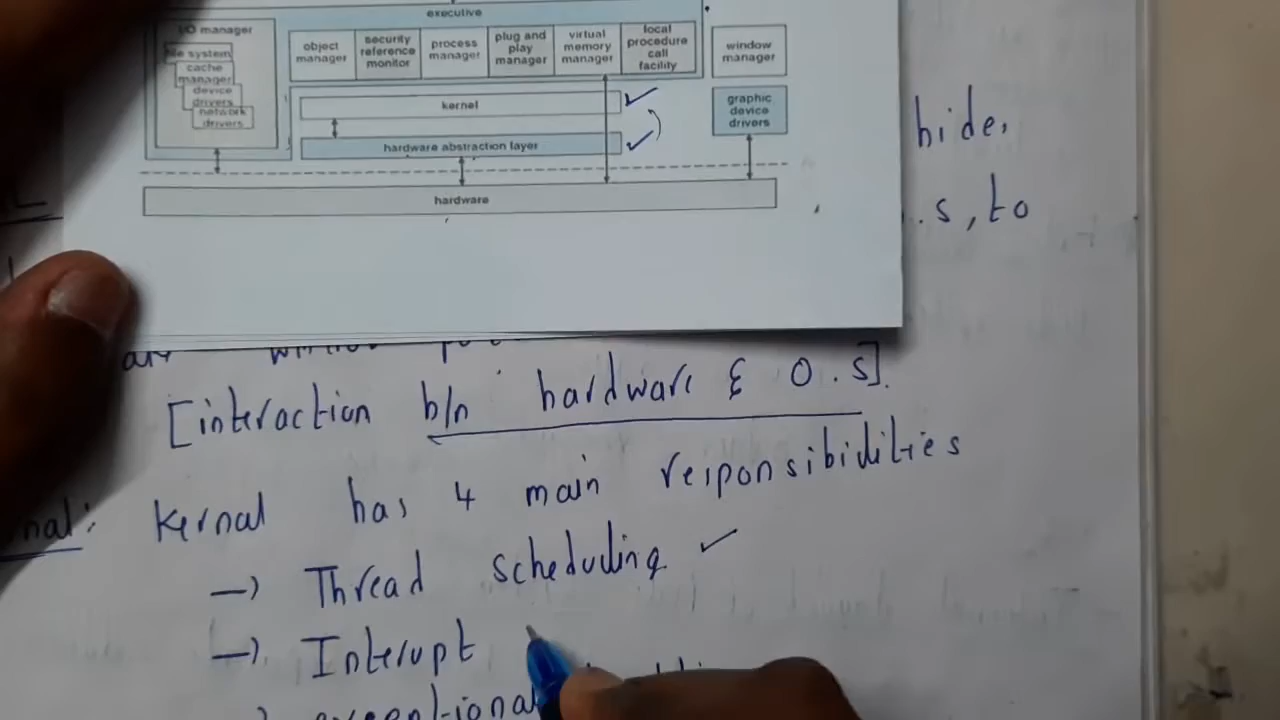 executive
I/O manager
file system
cache manager
device drivers
network drivers
object manager
security reference monitor
process manager
plug and play manager
virtual memory manager
local procedure call facility
window manager
kernel
graphic device drivers
hardware abstraction layer
hardware
hide.
.s, to
[interaction b/n hardware & O.S].
nal: Kernal has 4 main responsibidities
→ Thread scheduling
→ Interupt